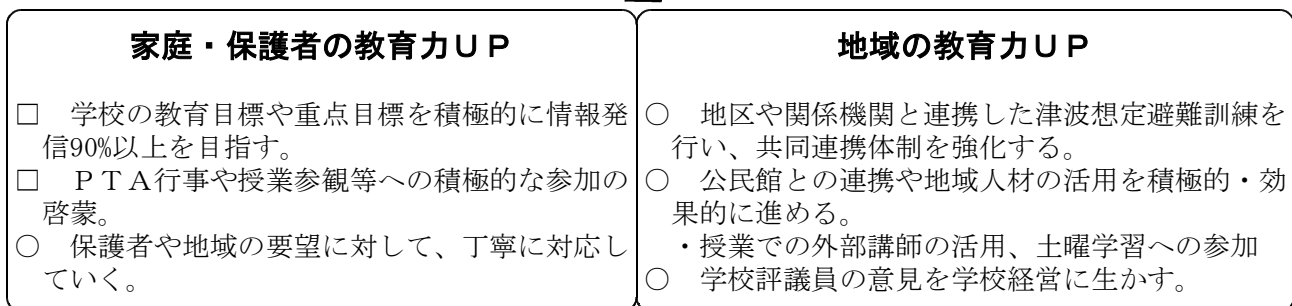 家庭・保護者の教育力ＵＰ
□　学校の教育目標や重点目標を積極的に情報発
信90%以上を目指す。
□　ＰＴＡ行事や授業参観等への積極的な参加の
啓蒙。
○　保護者や地域の要望に対して、丁寧に対応し
ていく。
地域の教育力ＵＰ
○　地区や関係機関と連携した津波想定避難訓練を
行い、共同連携体制を強化する。
○　公民館との連携や地域人材の活用を積極的・効
果的に進める。
・授業での外部講師の活用、土曜学習への参加
○　学校評議員の意見を学校経営に生かす。